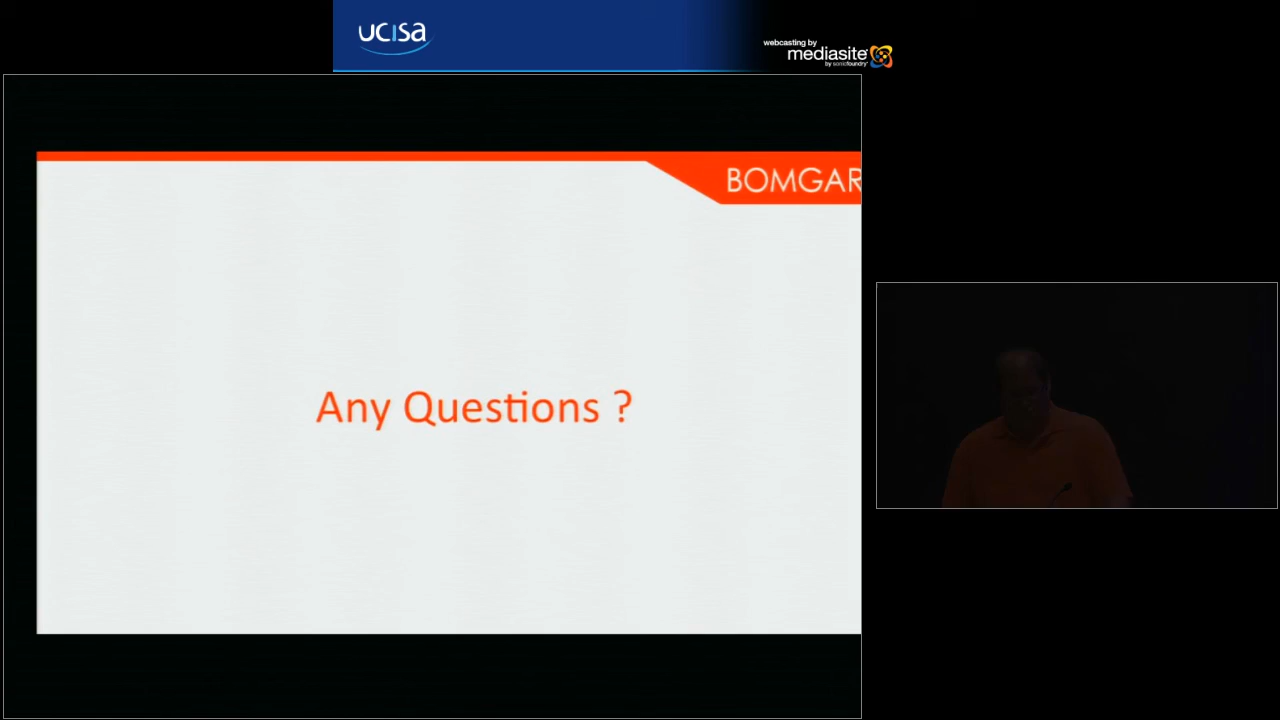 ucisa
webcasting by
mediasite
by sonicfoundry
BOMGAR
Any Questions ?